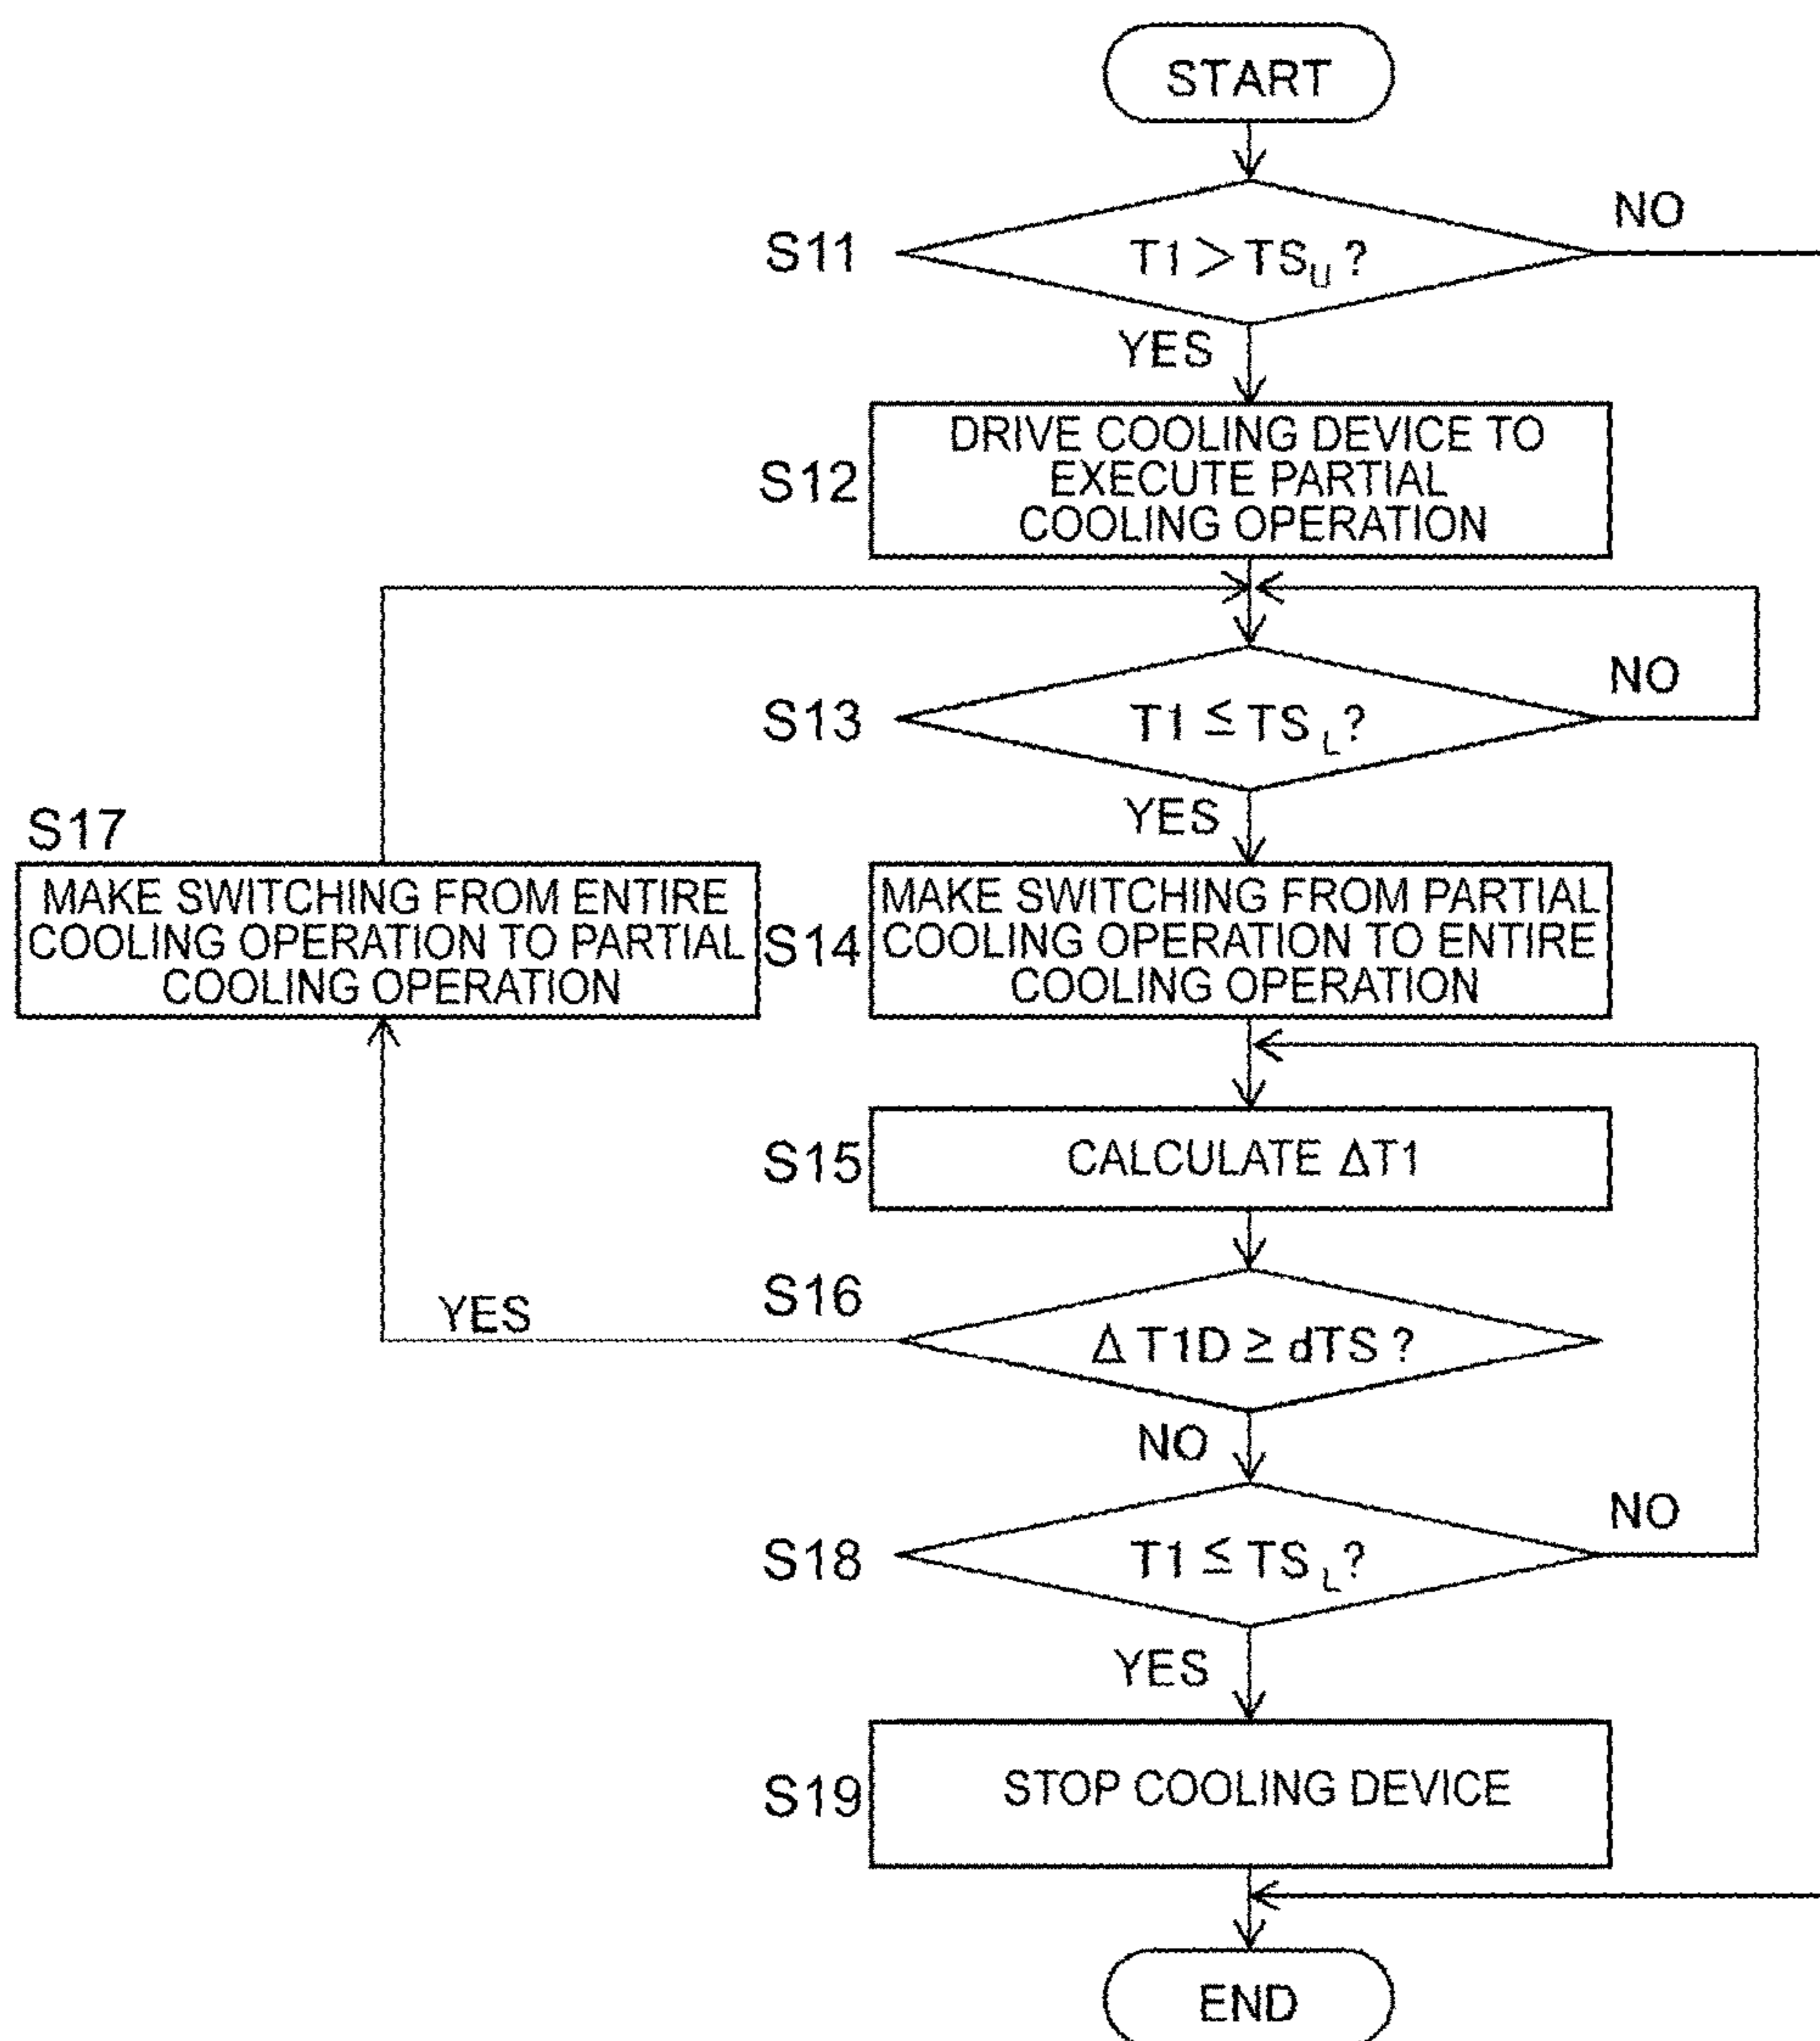 START
S11
T1>TSU?
NO
YES
S12
DRIVE COOLING DEVICE TO
EXECUTE PARTIAL
COOLING OPERATION
S13
T1≤TSL?
NO
YES
S17
MAKE SWITCHING FROM ENTIRE
COOLING OPERATION TO PARTIAL
COOLING OPERATION
S14
MAKE SWITCHING FROM PARTIAL
COOLING OPERATION TO ENTIRE
COOLING OPERATION
S15
CALCULATE ΔT1
S16
ΔT1D≥dTS?
YES
NO
S18
T1≤TSL?
NO
YES
S19
STOP COOLING DEVICE
END